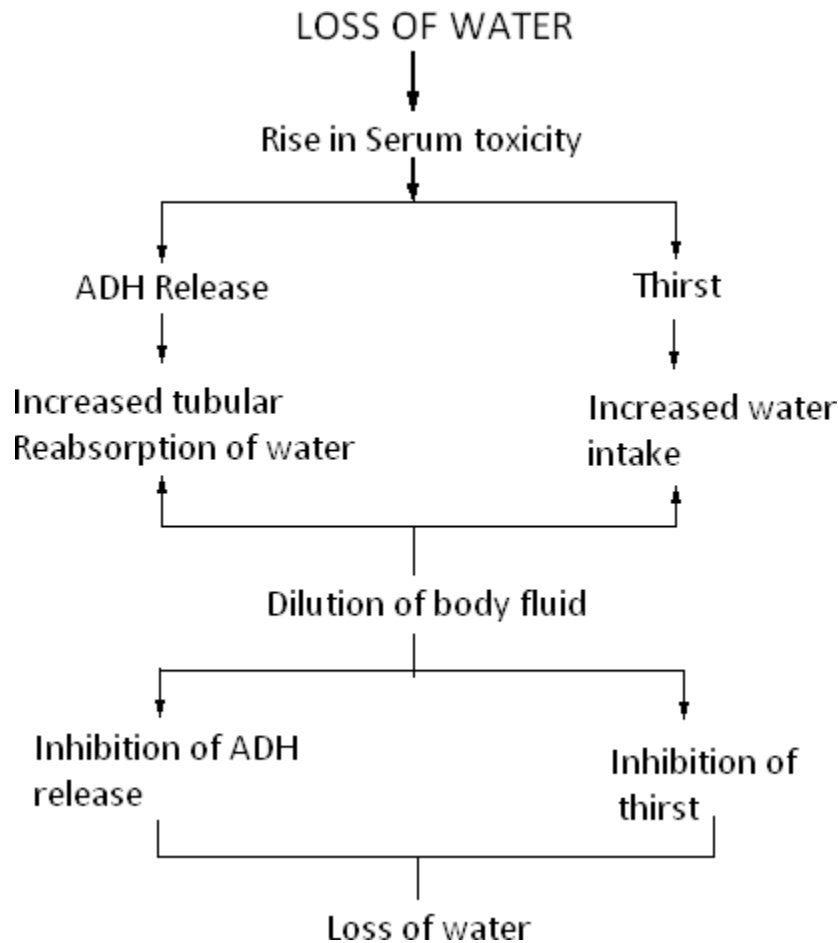 LOSS OF WATER
Rise in Serum toxicity
ADH Release
Thirst
Increased tubular
Reabsorption of water
Increased water
intake
Dilution of body fluid
Inhibition of ADH
release
Inhibition of
thirst
Loss of water